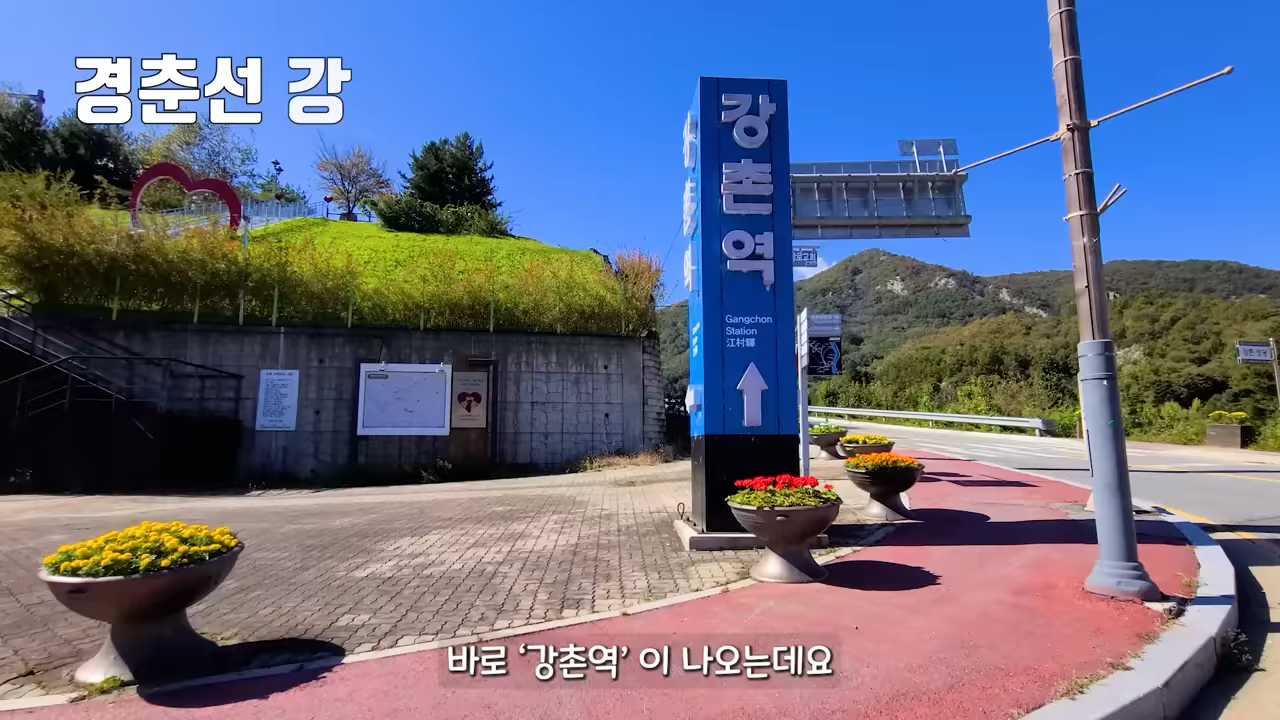 경춘선 강
강촌역
Gangchon
Station
江村驛
바로 ‘강촌역’ 이 나오는데요